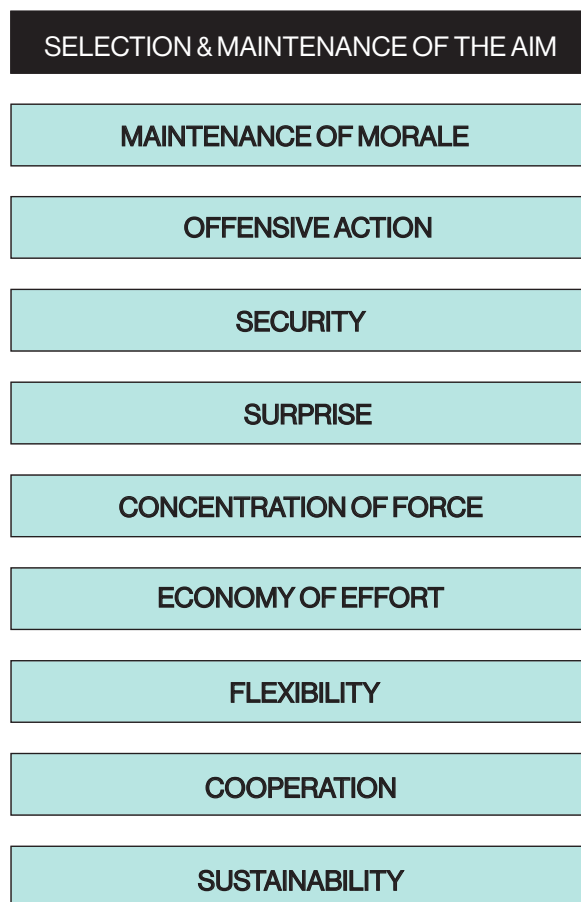 SELECTION & MAINTENANCE OF THE AIM
MAINTENANCE OF MORALE
OFFENSIVE ACTION
SECURITY
SURPRISE
CONCENTRATION OF FORCE
ECONOMY OF EFFORT
FLEXIBILITY
COOPERATION
SUSTAINABILITY